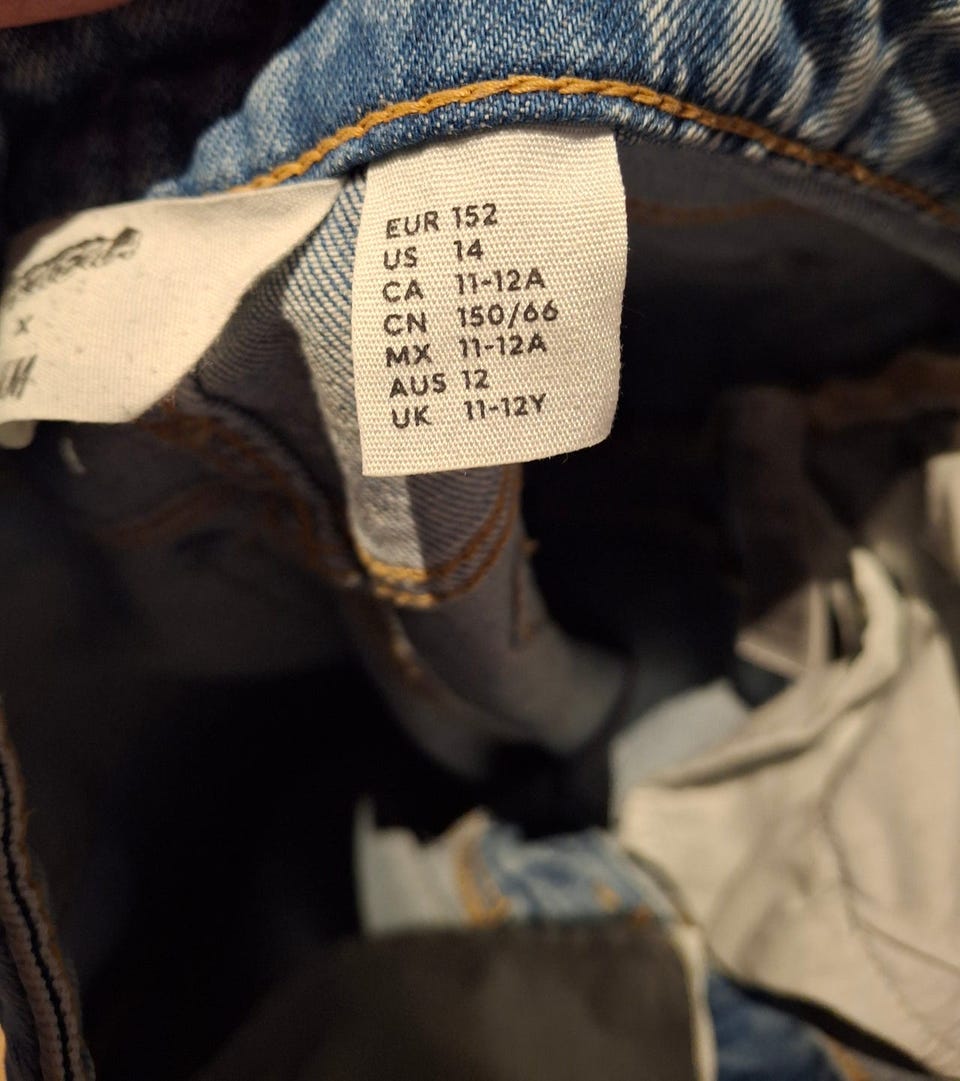 x
EUR 152
US 14
CA 11-12A
CN 150/66
MX 11-12A
AUS 12
UK 11-12Y